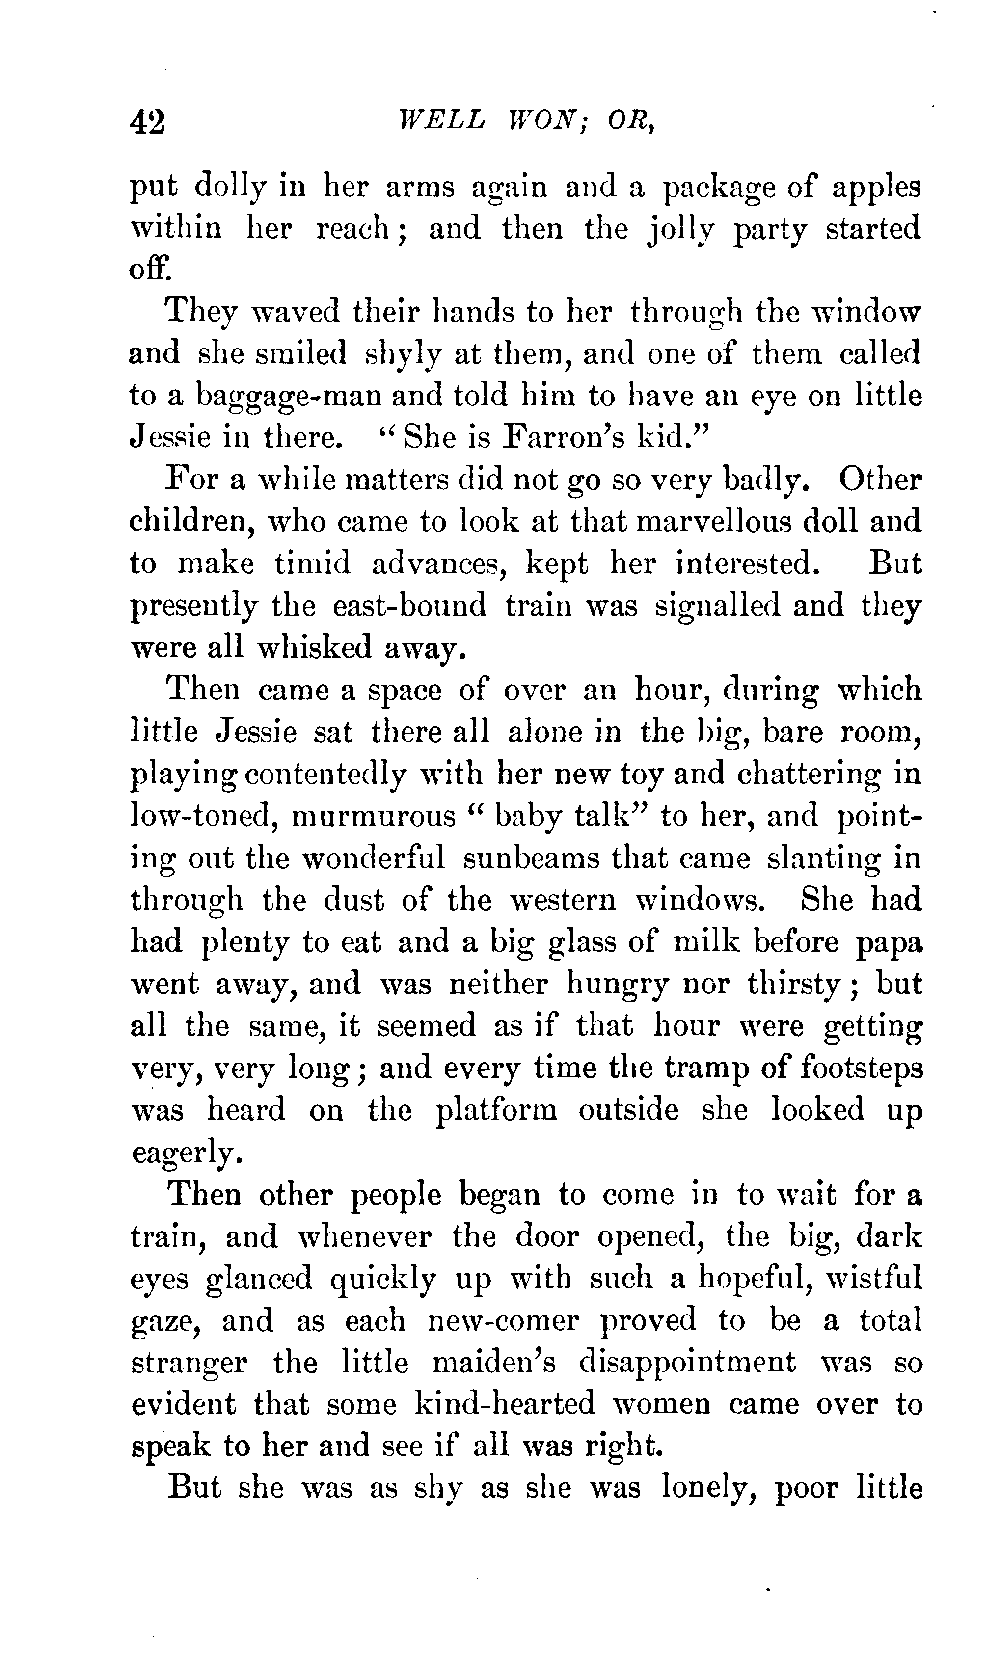 42 WELL WON; OR,
put dolly in her arms again and a package of apples
within her reach; and then the jolly party started
off.
They waved their hands to her through the window
and she smiled shyly at them, and one of them called
to a baggage-man and told him to have an eye on little
Jessie in there. "She is Farron's kid."
For a while matters did not go so very badly. Other
children, who came to look at that marvellous doll and
to make timid advances, kept her interested. But
presently the east-bound train was signalled and they
were all whisked away.
Then came a space of over an hour, during which
little Jessie sat there all alone in the big, bare room,
playing contentedly with her new toy and chattering in
low-toned, murmurous "baby talk" to her, and point-
ing out the wonderful sunbeams that came slanting in
through the dust of the western windows. She had
had plenty to eat and a big glass of milk before papa
went away, and was neither hungry nor thirsty; but
all the same, it seemed as if that hour were getting
very, very long; and every time the tramp of footsteps
was heard on the platform outside she looked up
eagerly.
Then other people began to come in to wait for a
train, and whenever the door opened, the big, dark
eyes glanced quickly up with such a hopeful, wistful
gaze, and as each new-comer proved to be a total
stranger the little maiden's disappointment was so
evident that some kind-hearted women came over to
speak to her and see if all was right.
But she was as shy as she was lonely, poor little